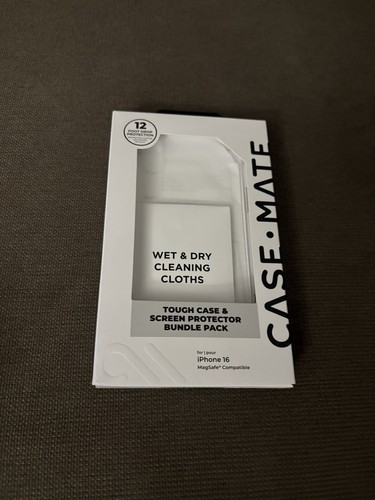 12
FOOT DROP
PROTECTION
CASE·MATE
WET & DRY
CLEANING
CLOTHS
TOUGH CASE &
SCREEN PROTECTOR
BUNDLE PACK
for | pour
iPhone 16
MagSafe® Compatible